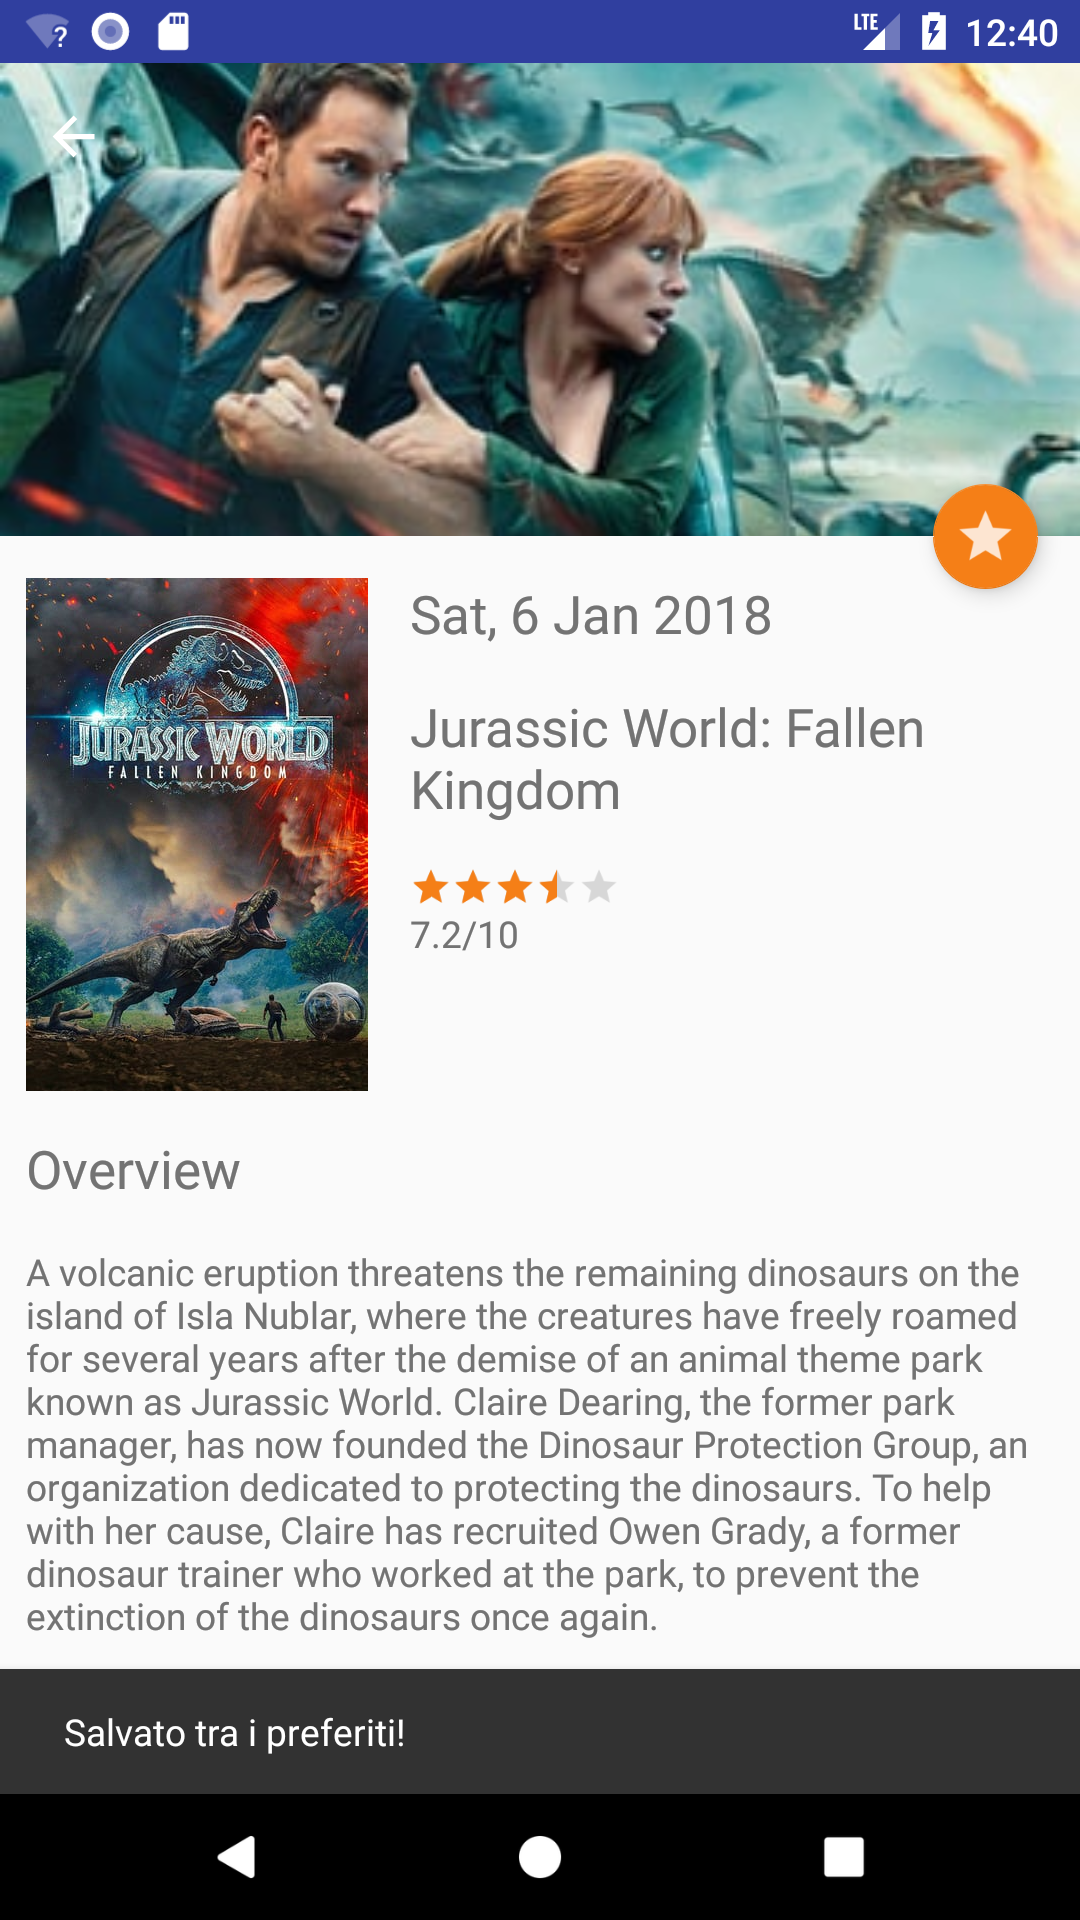 ?
LTE
12:40
Sat, 6 Jan 2018
JURASSIC WORLD
FALLEN KINGDOM
Jurassic World: Fallen
Kingdom
7.2/10
Overview
A volcanic eruption threatens the remaining dinosaurs on the
island of Isla Nublar, where the creatures have freely roamed
for several years after the demise of an animal theme park
known as Jurassic World. Claire Dearing, the former park
manager, has now founded the Dinosaur Protection Group, an
organization dedicated to protecting the dinosaurs. To help
with her cause, Claire has recruited Owen Grady, a former
dinosaur trainer who worked at the park, to prevent the
extinction of the dinosaurs once again.
Salvato tra i preferiti!